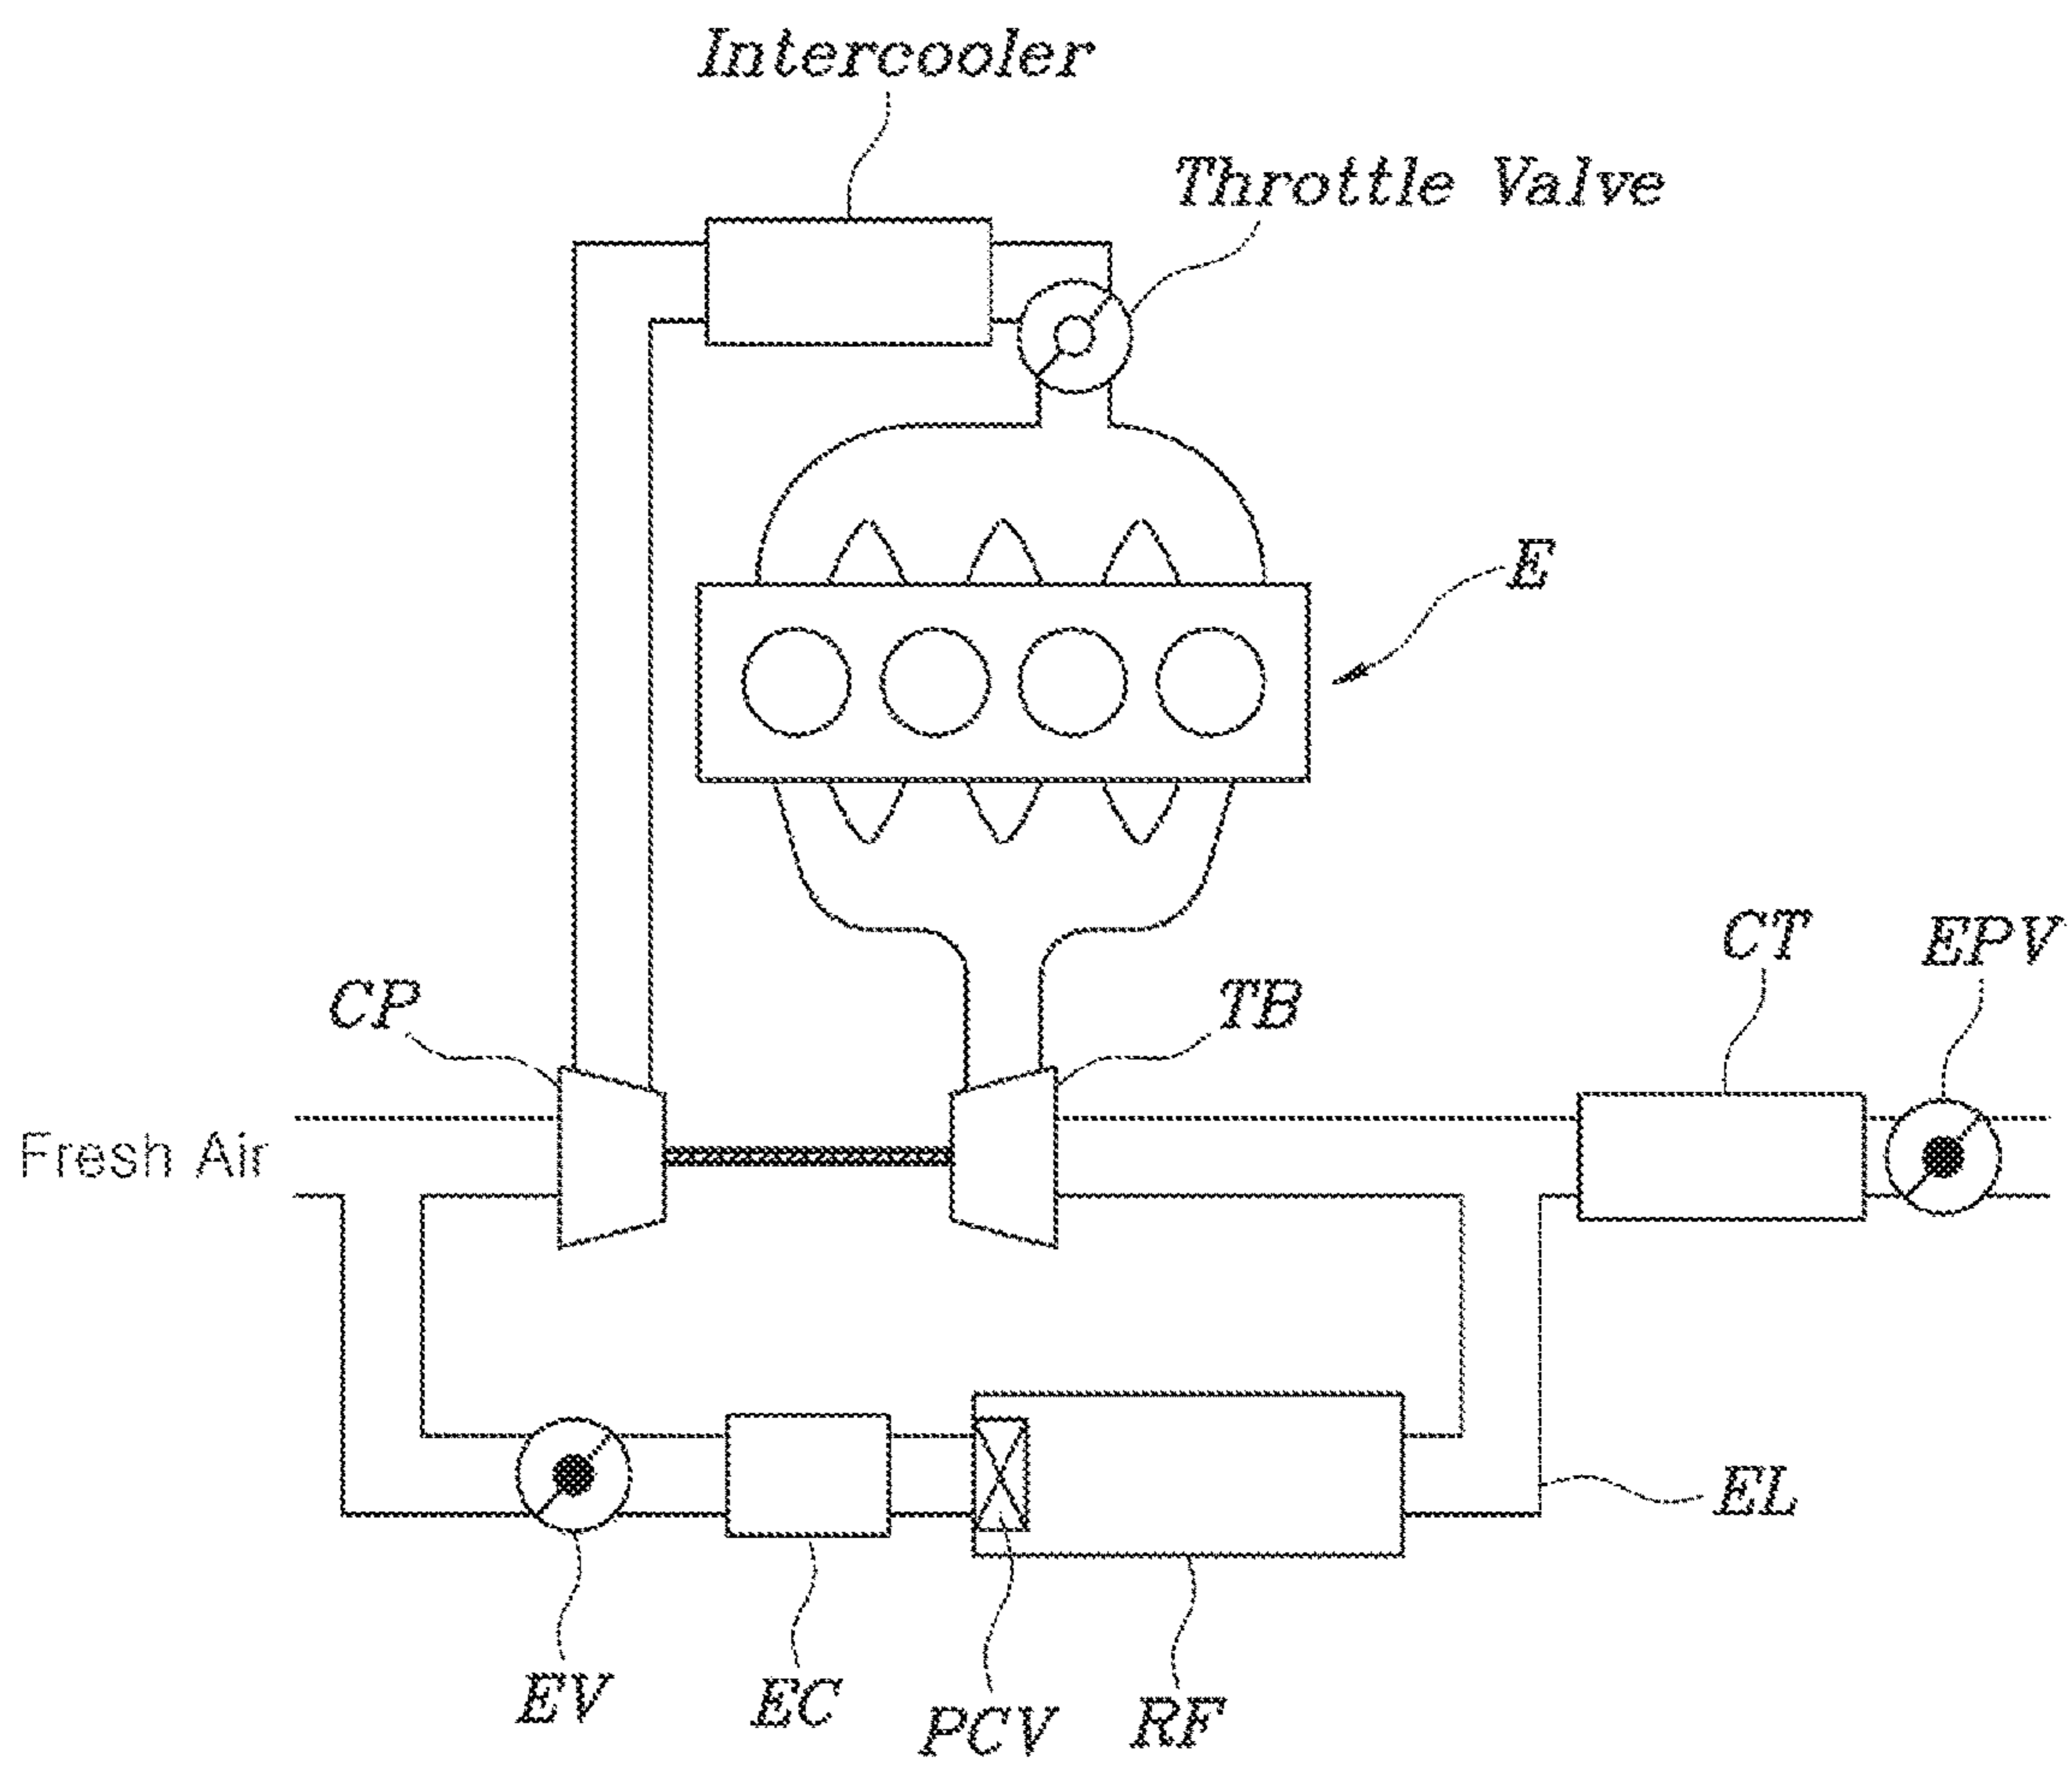 Intercooler
Throttle Valve
E
CT
EPV
CP
TB
Fresh Air
EL
EV
EC
PCV
RF